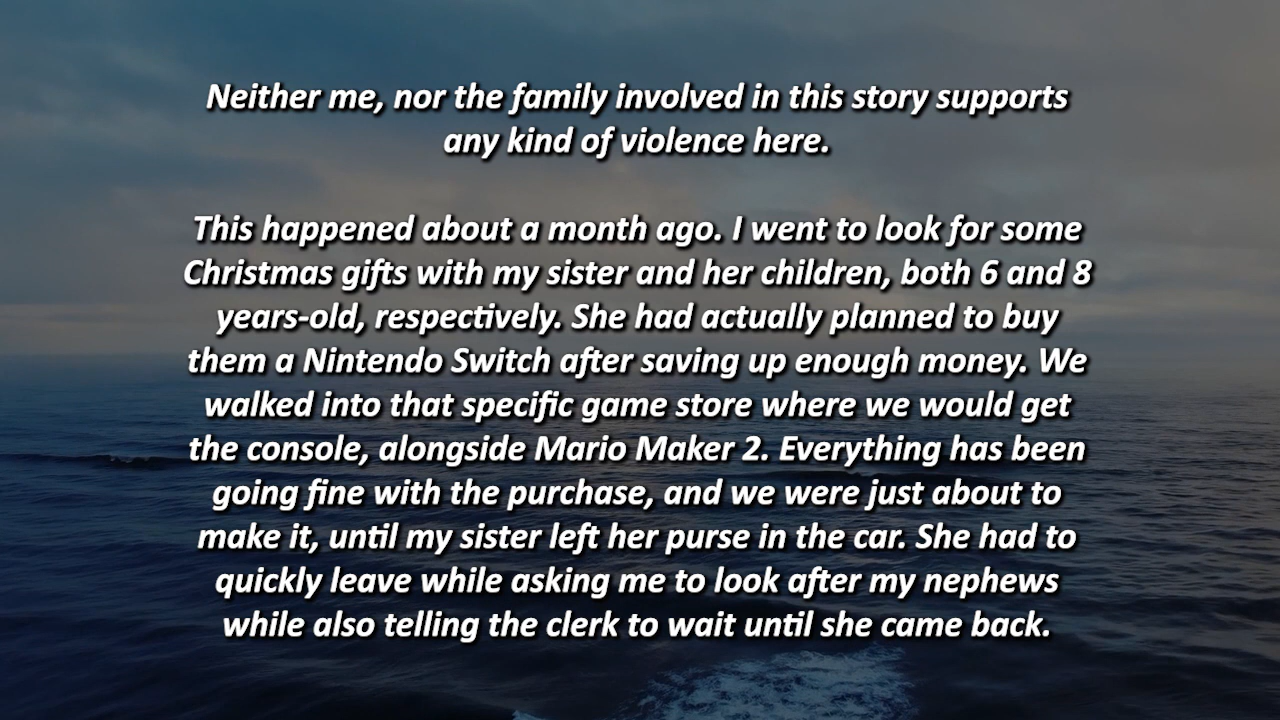 Neither me, nor the family involved in this story supports
any kind of violence here.
This happened about a month ago. I went to look for some
Christmas gifts with my sister and her children, both 6 and 8
years-old, respectively. She had actually planned to buy
them a Nintendo Switch after saving up enough money. We
walked into that specific game store where we would get
the console, alongside Mario Maker 2. Everything has been
going fine with the purchase, and we were just about to
make it, until my sister left her purse in the car. She had to
quickly leave while asking me to look after my nephews
while also telling the clerk to wait until she came back.